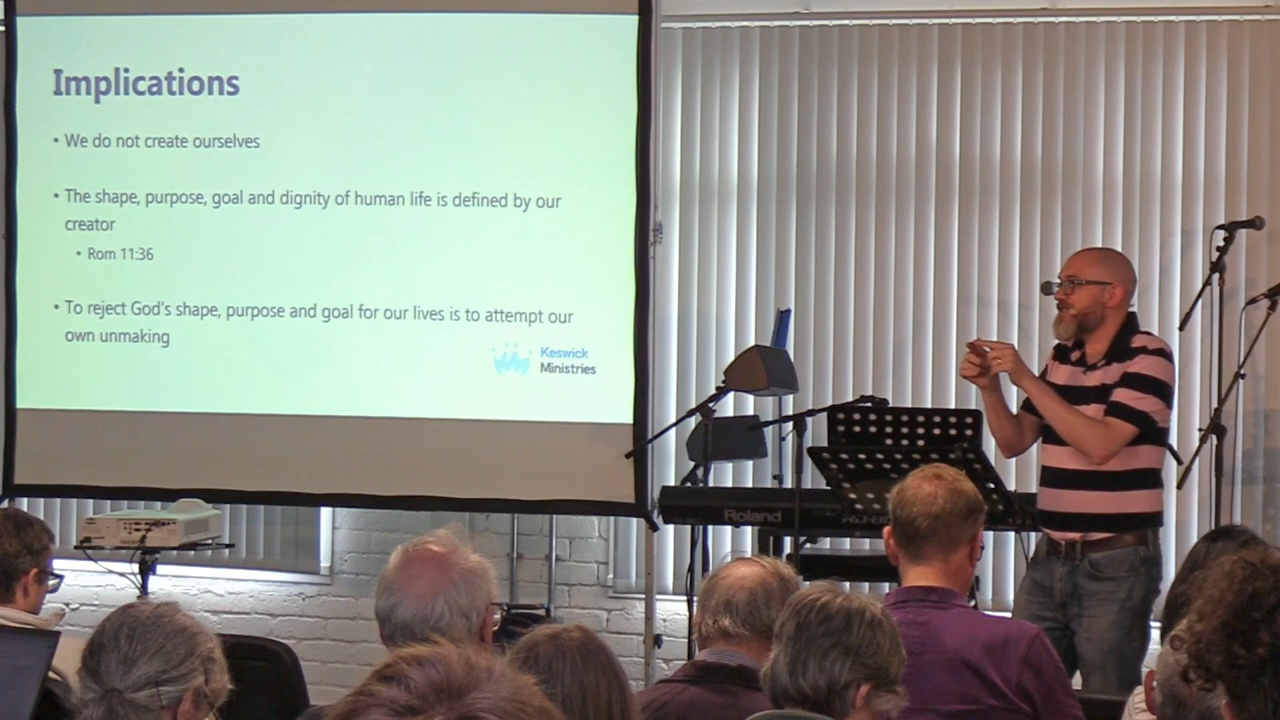 Implications
• We do not create ourselves
• The shape, purpose, goal and dignity of human life is defined by our
creator
• Rom 11:36
• To reject God's shape, purpose and goal for our lives is to attempt our
own unmaking
Keswick
Ministries
Roland